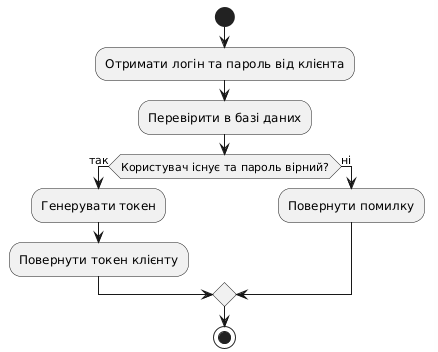 Отримати логін та пароль від клієнта
Перевірити в базі даних
Користувач існує та пароль вірний?
так
ні
Генерувати токен
Повернути помилку
Повернути токен клієнту